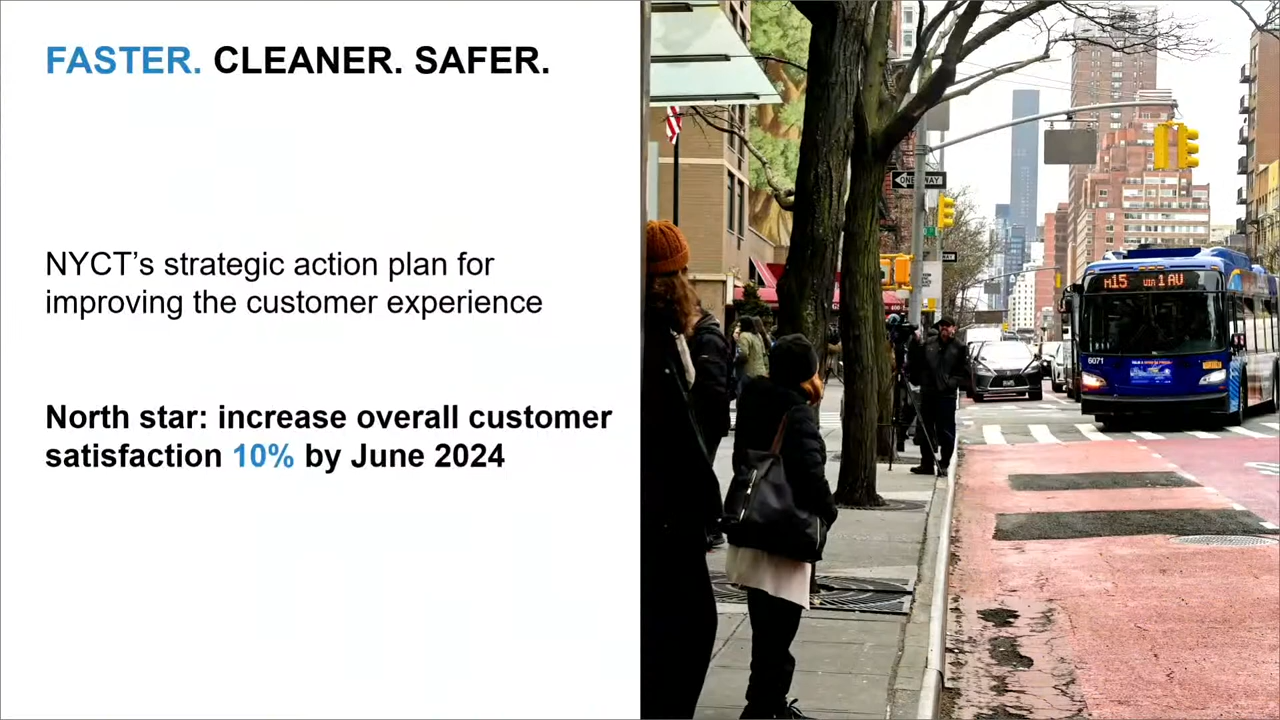 FASTER. CLEANER. SAFER.
NYCT’s strategic action plan for
improving the customer experience
North star: increase overall customer
satisfaction 10% by June 2024
ONE WAY
M15 VIA 1 AV
6071